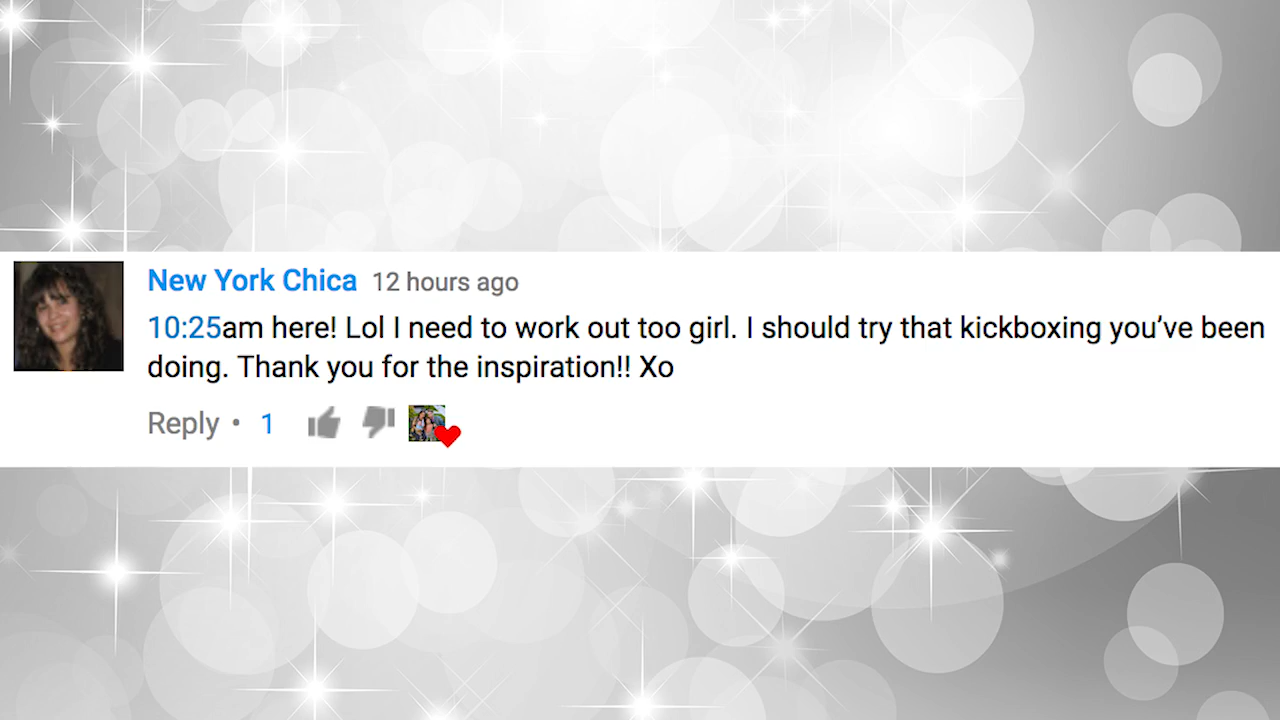 New York Chica 12 hours ago
10:25am here! Lol I need to work out too girl. I should try that kickboxing you’ve been
doing. Thank you for the inspiration!! Xo
Reply • 1